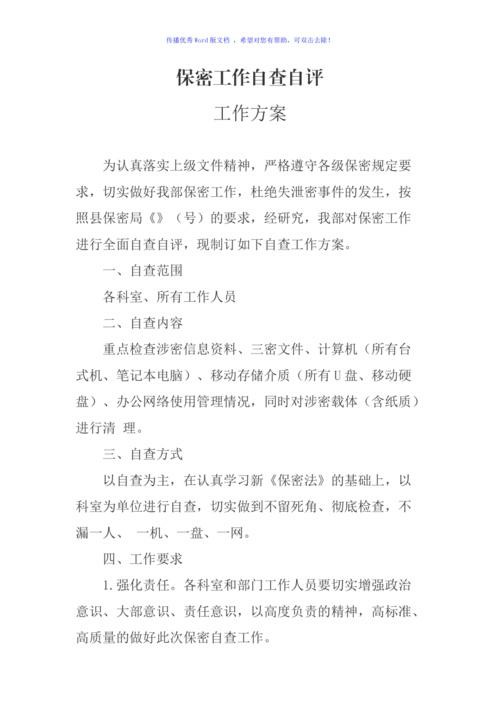 传播优秀Word版文档 ，希望对您有帮助，可双击去除！
保密工作自查自评
工作方案
为认真落实上级文件精神，严格遵守各级保密规定要
求，切实做好我部保密工作，杜绝失泄密事件的发生，按
照县保密局《》（号）的要求，经研究，我部对保密工作
进行全面自查自评，现制订如下自查工作方案。
一、自查范围
各科室、所有工作人员
二、自查内容
重点检查涉密信息资料、三密文件、计算机（所有台
式机、笔记本电脑）、移动存储介质（所有 U 盘、移动硬
盘）、办公网络使用管理情况，同时对涉密载体（含纸质）
进行清 理。
三、自查方式
以自查为主，在认真学习新《保密法》的基础上，以
科室为单位进行自查，切实做到不留死角、彻底检查，不
漏一人、 一机、一盘、一网。
四、工作要求
1.强化责任。各科室和部门工作人员要切实增强政治
意识、大部意识、责任意识，以高度负责的精神，高标准、
高质量的做好此次保密自查工作。